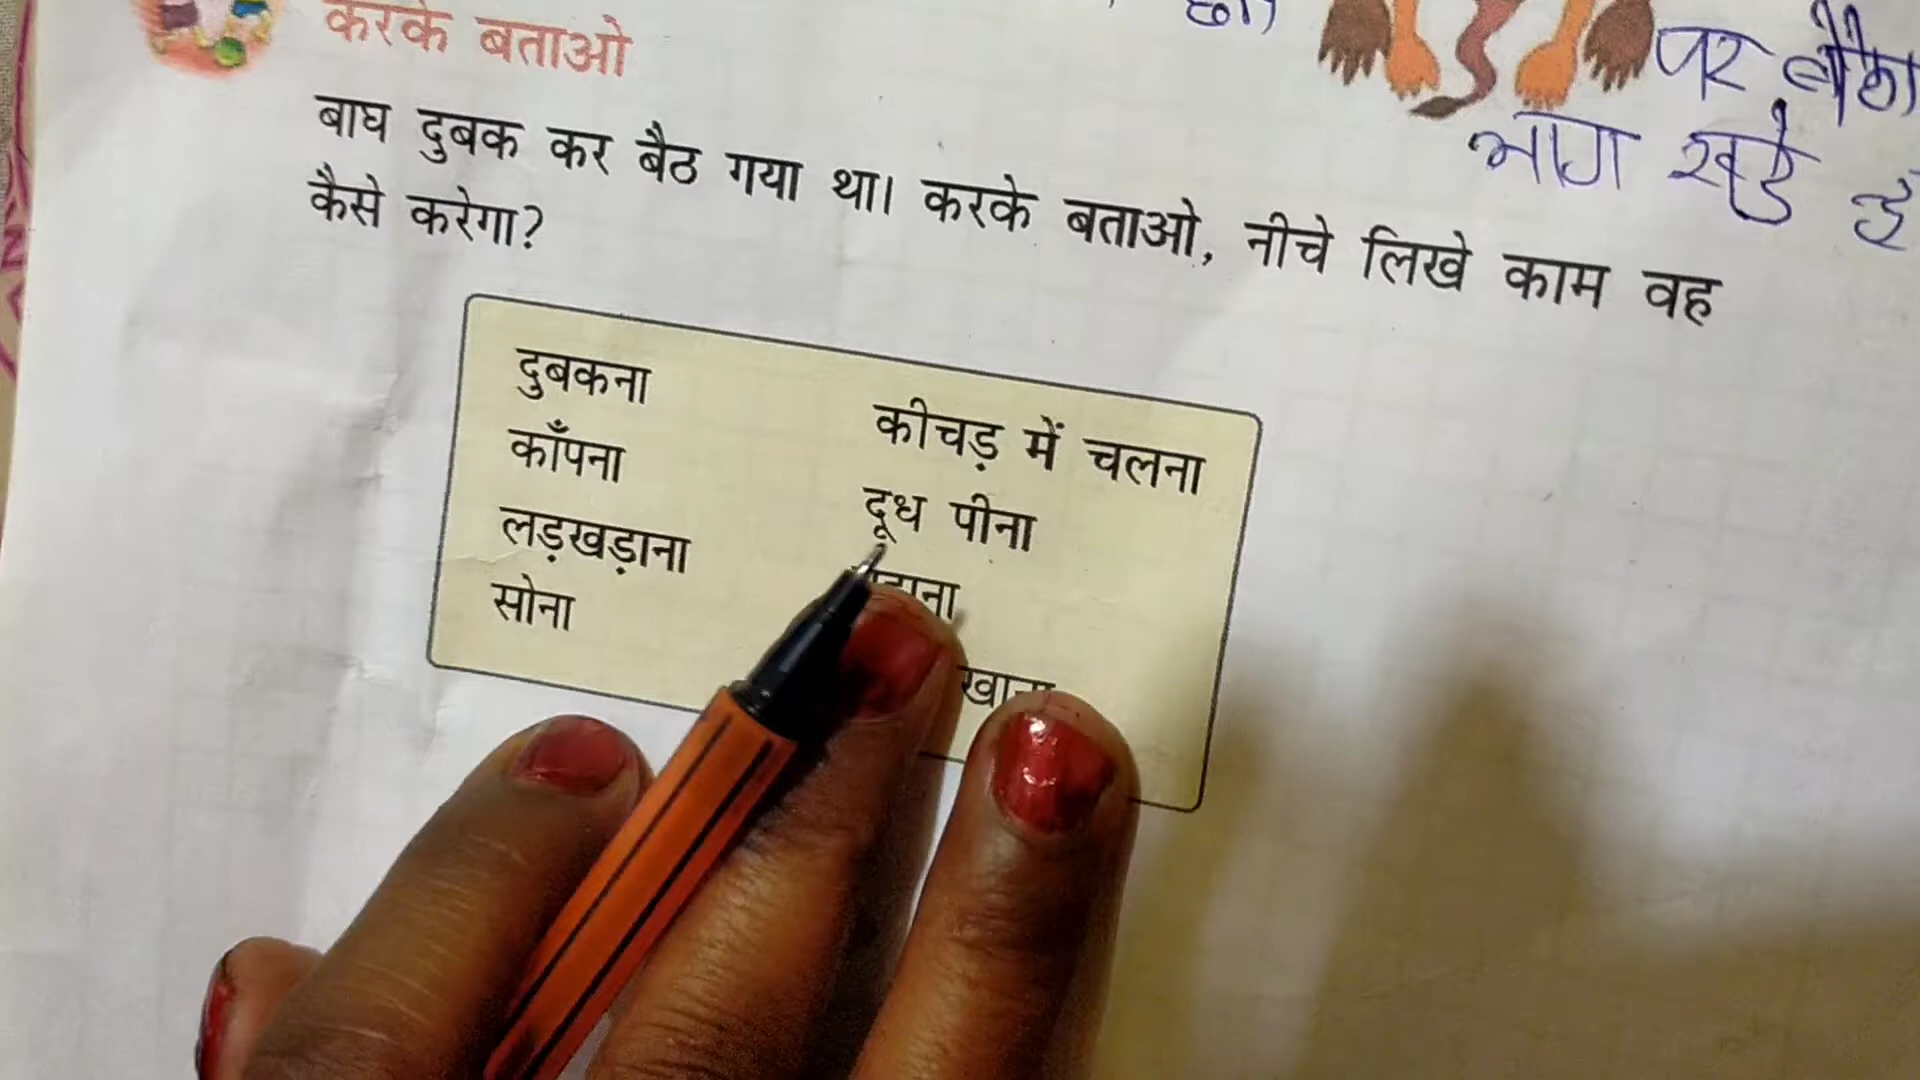 करके बताओ
पर बैठा
भाग खड़े
बाघ दुबक कर बैठ गया था। करके बताओ, नीचे लिखे काम वह
कैसे करेगा?
दुबकना
काँपना
लड़खड़ाना
सोना
कीचड़ में चलना
दूध पीना